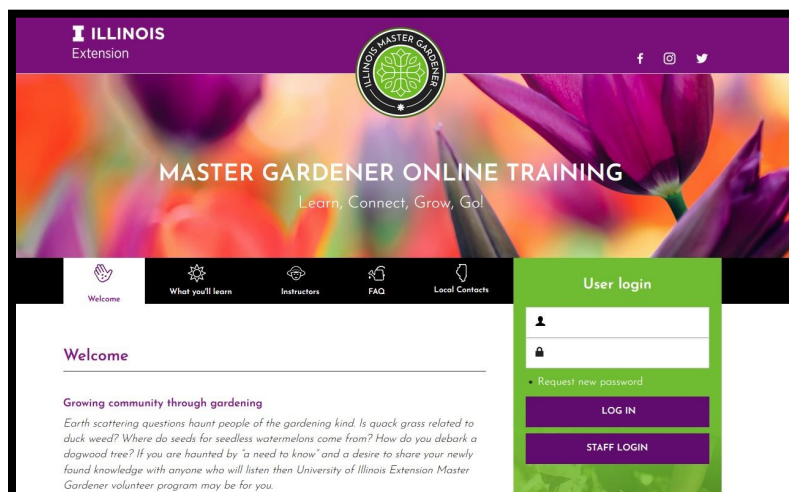 ILLINOIS
Extension
ILLINOIS MASTER GARDENER
MASTER GARDENER ONLINE TRAINING
Learn, Connect, Grow, Go!
Welcome
What you'll learn
Instructors
FAQ
Local Contacts
User login
Request new password
LOG IN
STAFF LOGIN
Welcome
Growing community through gardening
Earth scattering questions haunt people of the gardening kind. Is quack grass related to
duck weed? Where do seeds for seedless watermelons come from? How do you debark a
dogwood tree? If you are haunted by "a need to know" and a desire to share your newly
found knowledge with anyone who will listen then University of Illinois Extension Master
Gardener volunteer program may be for you.